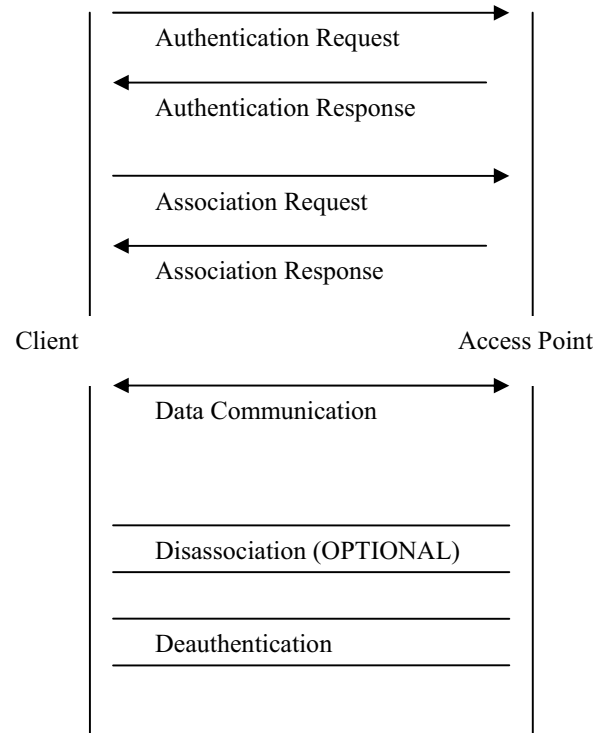 Authentication Request
Authentication Response
Association Request
Association Response
Client
Access Point
Data Communication
Disassociation (OPTIONAL)
Deauthentication